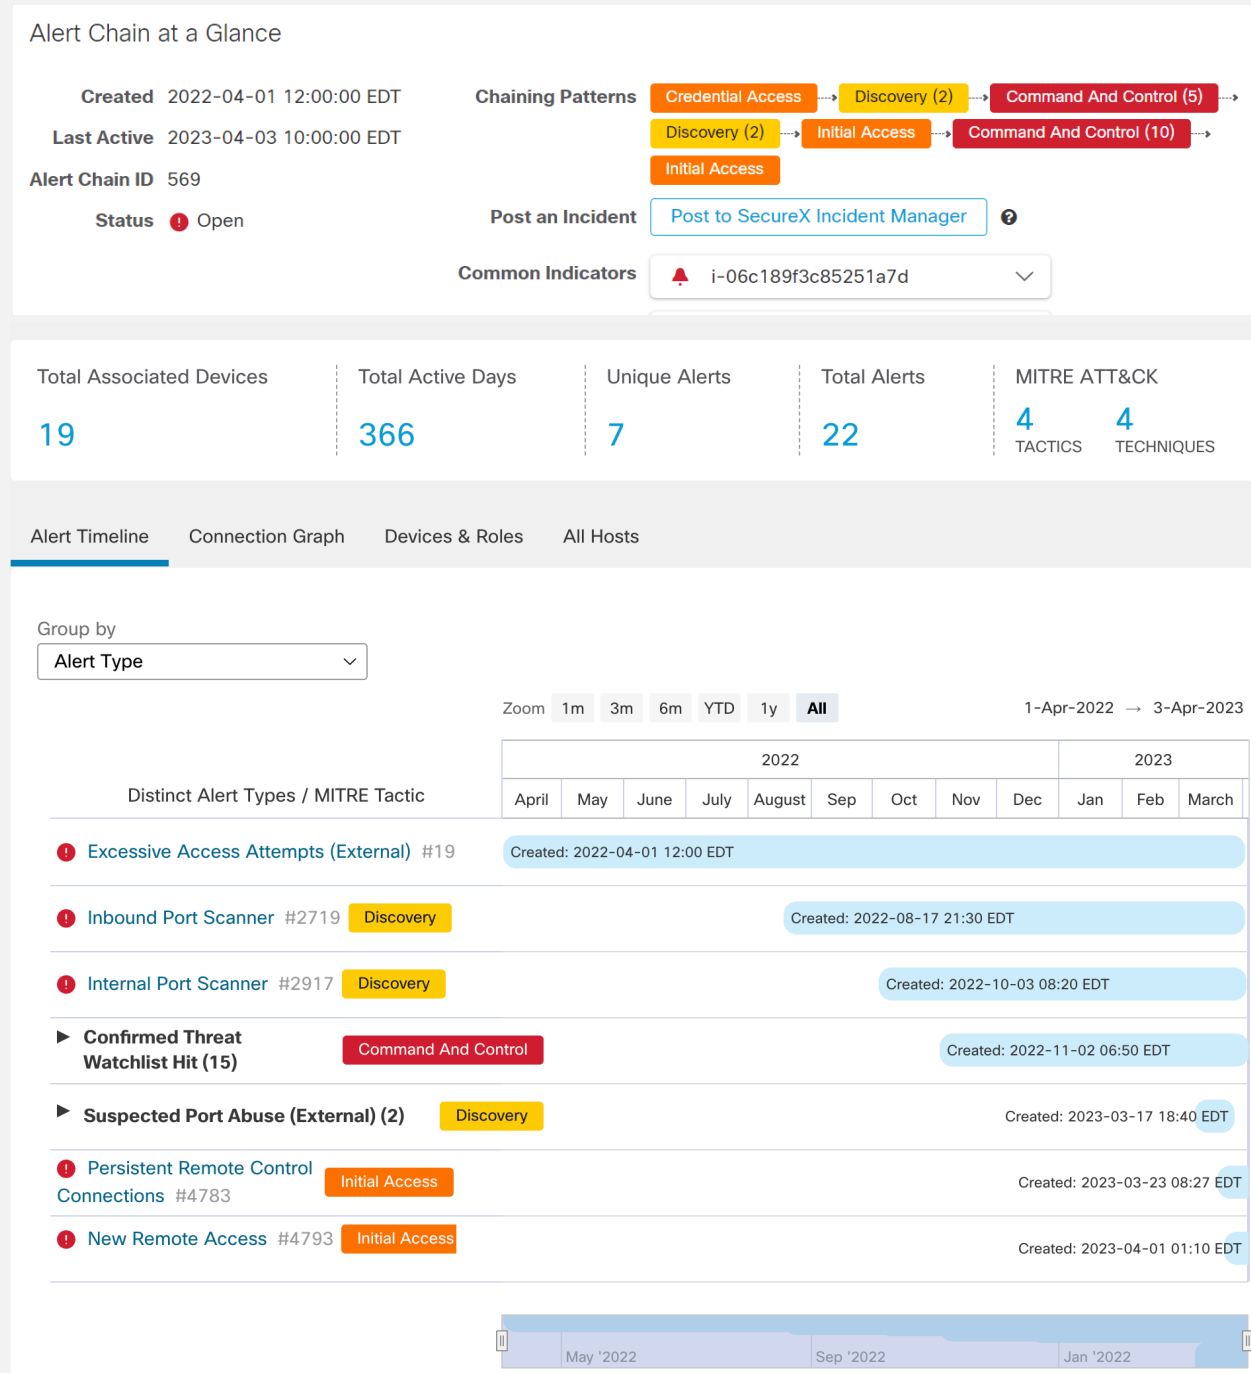 Alert Chain at a Glance
Created 2022-04-01 12:00:00 EDT
Last Active 2023-04-03 10:00:00 EDT
Alert Chain ID 569
Status Open
Chaining Patterns Credential Access Discovery (2) Command And Control (5)
Discovery (2) Initial Access Command And Control (10)
Initial Access
Post an Incident Post to SecureX Incident Manager ?
Common Indicators i-06c189f3c85251a7d
Total Associated Devices
19
Total Active Days
366
Unique Alerts
7
Total Alerts
22
MITRE ATT&CK
4 4
TACTICS TECHNIQUES
Alert Timeline Connection Graph Devices & Roles All Hosts
Group by
Alert Type
Zoom 1m 3m 6m YTD 1y All 1-Apr-2022 → 3-Apr-2023
2022 2023
Distinct Alert Types / MITRE Tactic April May June July August Sep Oct Nov Dec Jan Feb March
Excessive Access Attempts (External) #19 Created: 2022-04-01 12:00 EDT
Inbound Port Scanner #2719 Discovery Created: 2022-08-17 21:30 EDT
Internal Port Scanner #2917 Discovery Created: 2022-10-03 08:20 EDT
Confirmed Threat
Watchlist Hit (15) Command And Control Created: 2022-11-02 06:50 EDT
Suspected Port Abuse (External) (2) Discovery Created: 2023-03-17 18:40 EDT
Persistent Remote Control
Connections #4783 Initial Access Created: 2023-03-23 08:27 EDT
New Remote Access #4793 Initial Access Created: 2023-04-01 01:10 EDT
May '2022 Sep '2022 Jan '2022